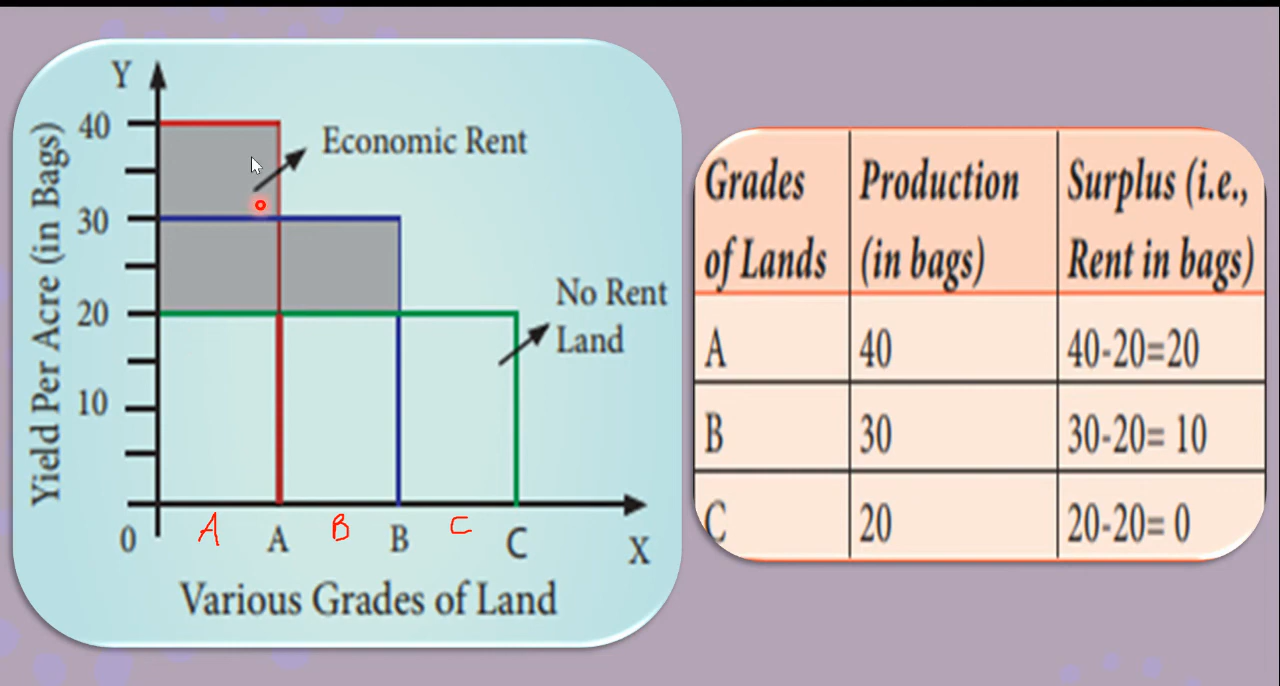 Y
40
Economic Rent
30
No Rent
Land
20
10
Yield Per Acre (in Bags)
A B C
0 A B C X
Various Grades of Land
Grades of Lands | Production (in bags) | Surplus (i.e., Rent in bags)
A | 40 | 40-20=20
B | 30 | 30-20= 10
C | 20 | 20-20= 0